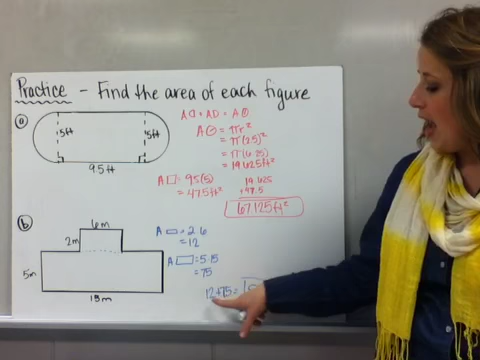 Practice - Find the area of each figure
a
5ft
5ft
9.5ft
A = AD = A
A = πr²
= π(2.5)²
= π(6.25)
= 19.625ft²
A = 9.5(5)
= 47.5ft²
19.625
+47.5
67.125ft²
b
6m
2m
5m
15m
A = 2·6
= 12
A = 5·15
= 75
12+75=